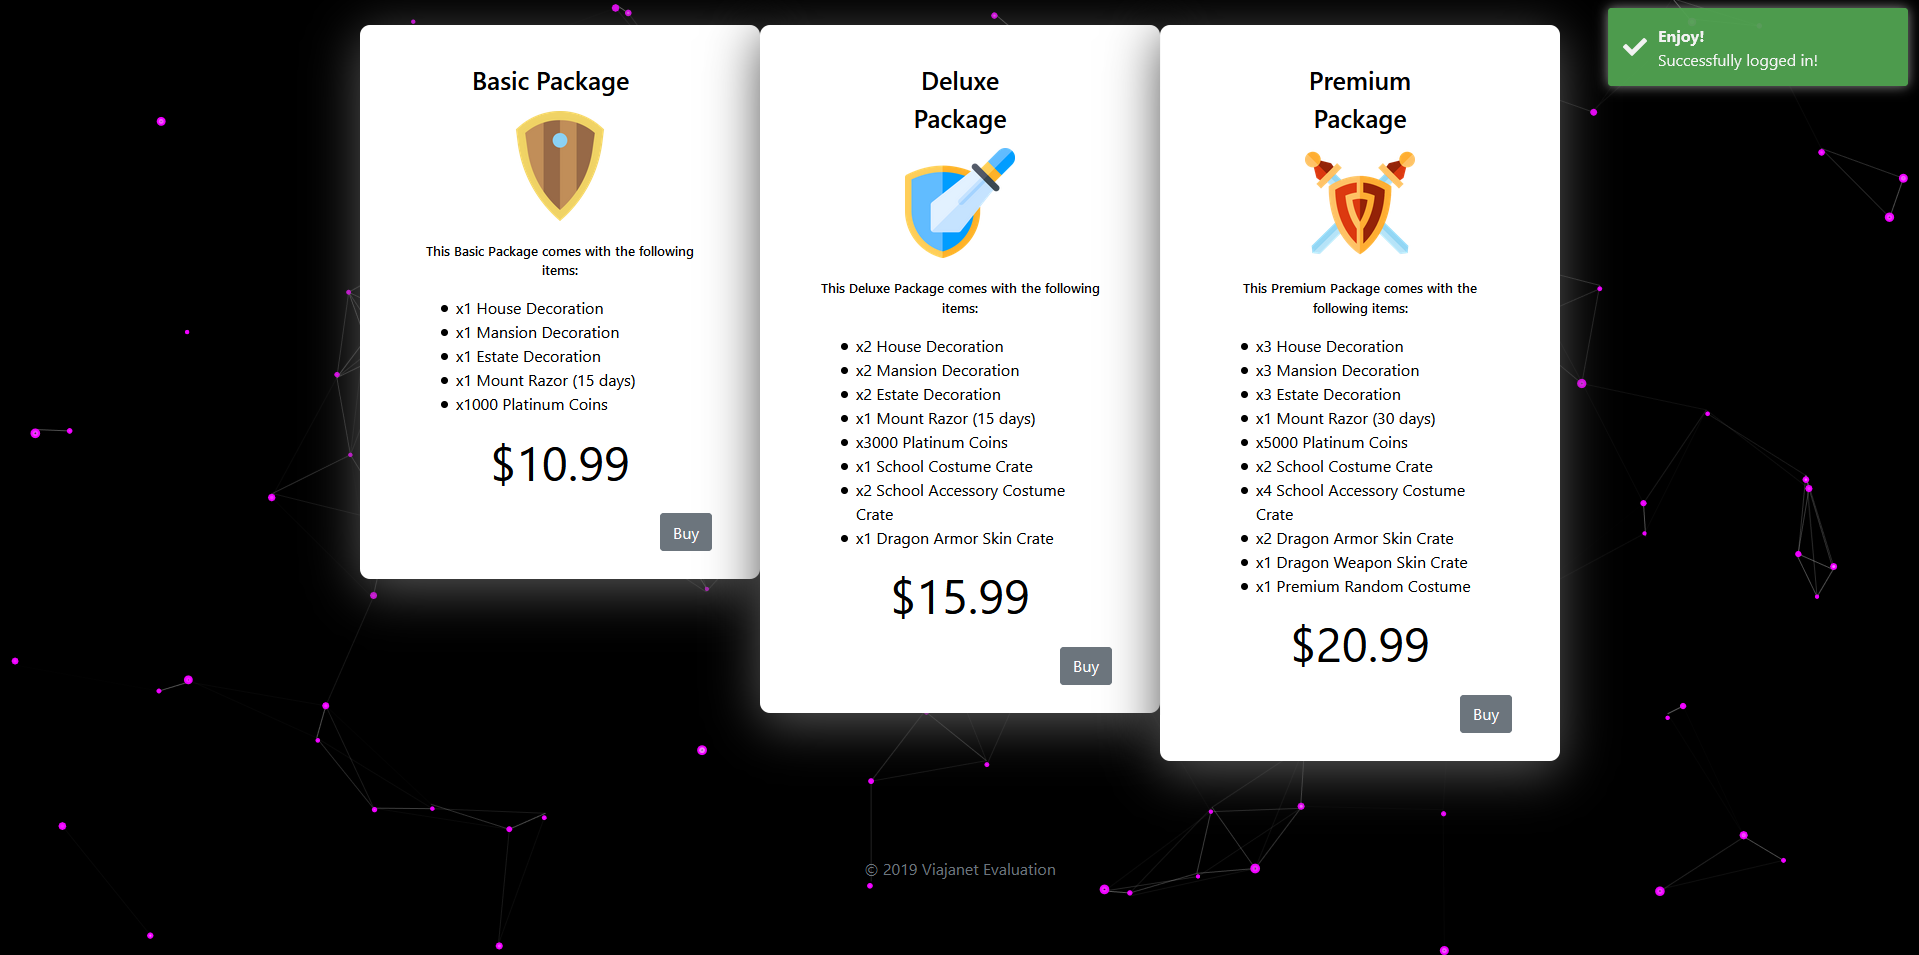 Basic Package
This Basic Package comes with the following
items:
x1 House Decoration
x1 Mansion Decoration
x1 Estate Decoration
x1 Mount Razor (15 days)
x1000 Platinum Coins
$10.99
Buy
Deluxe
Package
This Deluxe Package comes with the following
items:
x2 House Decoration
x2 Mansion Decoration
x2 Estate Decoration
x1 Mount Razor (15 days)
x3000 Platinum Coins
x1 School Costume Crate
x2 School Accessory Costume
Crate
x1 Dragon Armor Skin Crate
$15.99
Buy
Premium
Package
This Premium Package comes with the
following items:
x3 House Decoration
x3 Mansion Decoration
x3 Estate Decoration
x1 Mount Razor (30 days)
x5000 Platinum Coins
x2 School Costume Crate
x4 School Accessory Costume
Crate
x2 Dragon Armor Skin Crate
x1 Dragon Weapon Skin Crate
x1 Premium Random Costume
$20.99
Buy
Enjoy!
Successfully logged in!
© 2019 Viajanet Evaluation